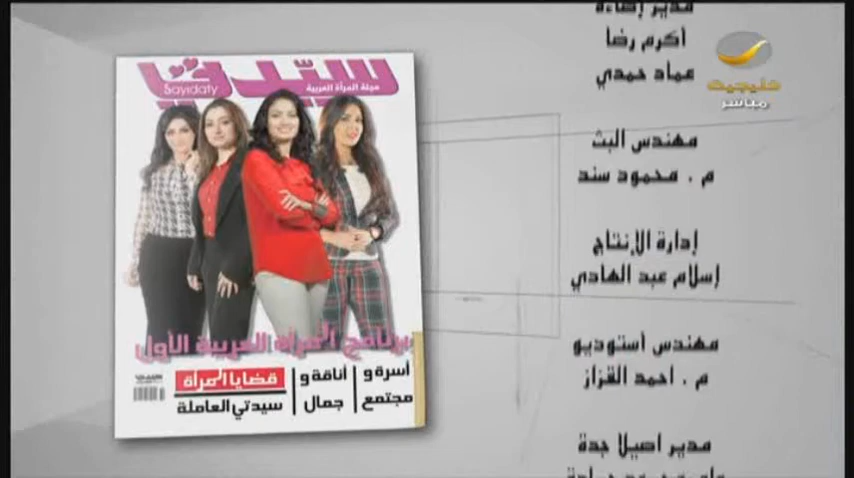 سيدتي
Sayidaty
مجلة المرأة العربية
برنامج المرأة العربية الأول
أسرة و
مجتمع
أناقة و
جمال
قضايا المرأة
سيدتي العاملة
مدير إضاءة
أكرم رضا
عماد حمدي
مهندس البث
م . محمود سند
إدارة الإنتاج
إسلام عبد الهادي
مهندس أستوديو
م . احمد القزاز
مدير اصيلا جدة
خليجية
مباشر